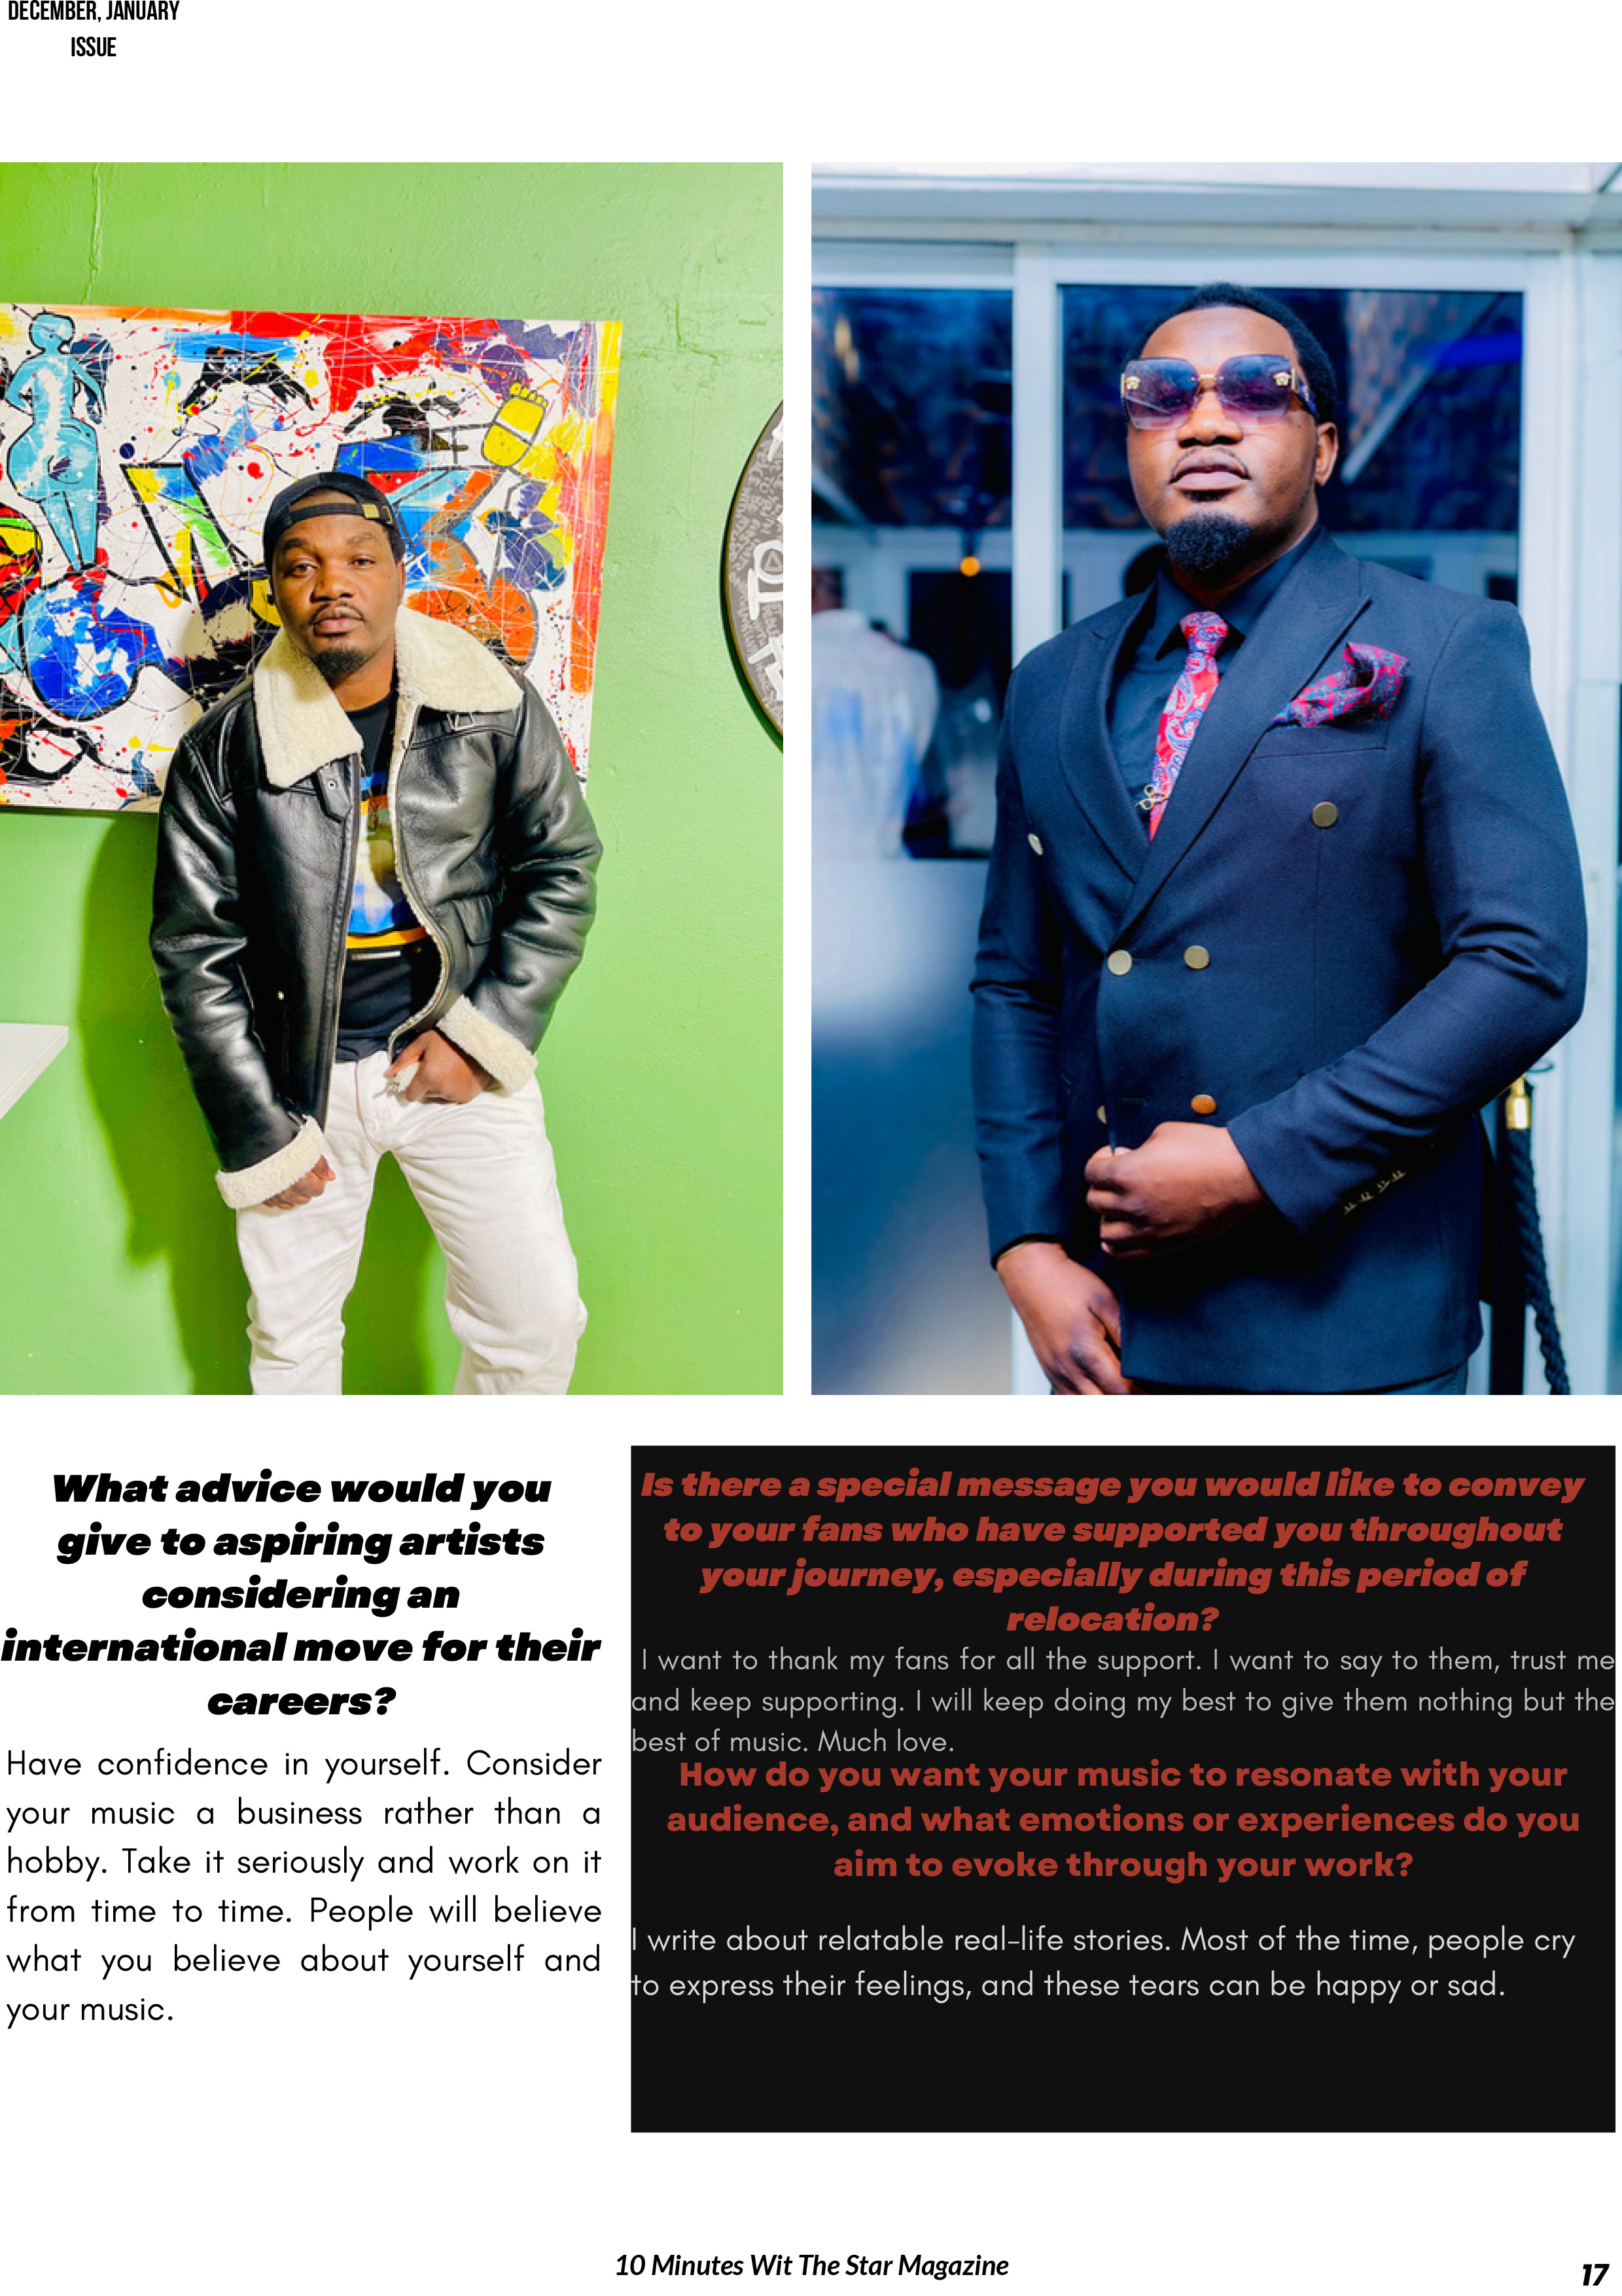 DECEMBER, JANUARY
ISSUE
What advice would you
give to aspiring artists
considering an
international move for their
careers?
Have confidence in yourself. Consider
your music a business rather than a
hobby. Take it seriously and work on it
from time to time. People will believe
what you believe about yourself and
your music.
Is there a special message you would like to convey
to your fans who have supported you throughout
your journey, especially during this period of
relocation?
I want to thank my fans for all the support. I want to say to them, trust me
and keep supporting. I will keep doing my best to give them nothing but the
best of music. Much love.
How do you want your music to resonate with your
audience, and what emotions or experiences do you
aim to evoke through your work?
I write about relatable real-life stories. Most of the time, people cry
to express their feelings, and these tears can be happy or sad.
10 Minutes Wit The Star Magazine
17